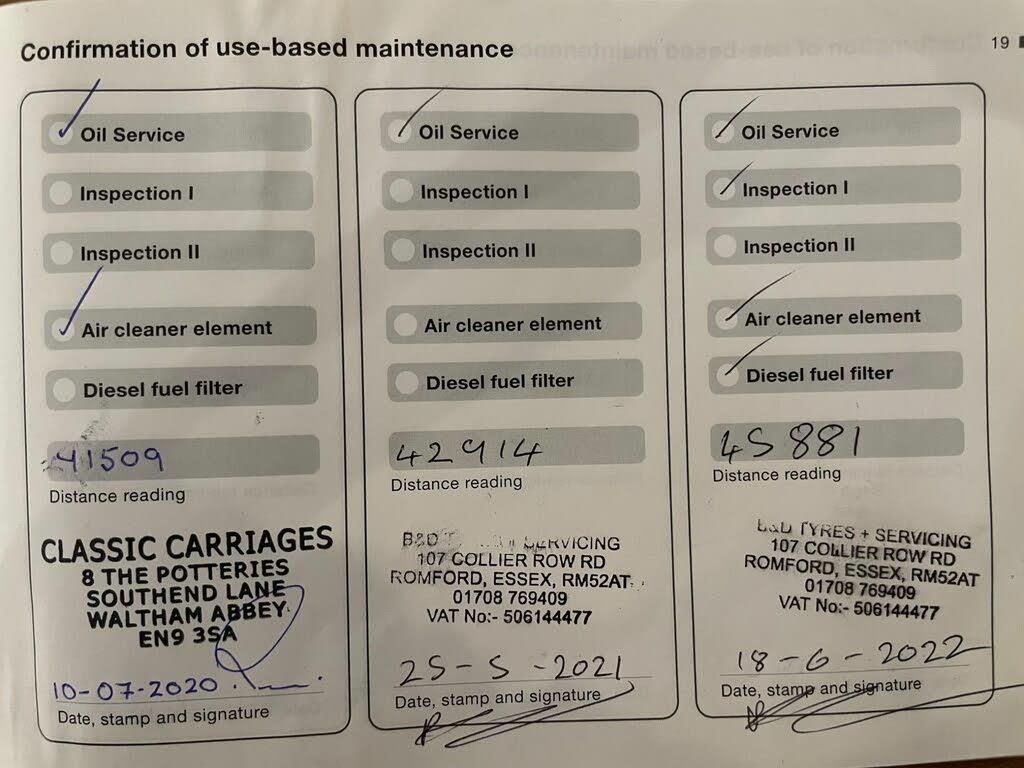 Confirmation of use-based maintenance
19
Oil Service
Inspection I
Inspection II
Air cleaner element
Diesel fuel filter
41509
Distance reading
CLASSIC CARRIAGES
8 THE POTTERIES
SOUTHEND LANE
WALTHAM ABBEY
EN9 3SA
10-07-2020
Date, stamp and signature
Oil Service
Inspection I
Inspection II
Air cleaner element
Diesel fuel filter
42914
Distance reading
B&D SERVICING
107 COLLIER ROW RD
ROMFORD, ESSEX, RM52AT
01708 769409
VAT No:- 506144477
25-5-2021
Date, stamp and signature
Oil Service
Inspection I
Inspection II
Air cleaner element
Diesel fuel filter
45881
Distance reading
B&D TYRES + SERVICING
107 COLLIER ROW RD
ROMFORD, ESSEX, RM52AT
01708 769409
VAT No:- 506144477
18-6-2022
Date, stamp and signature